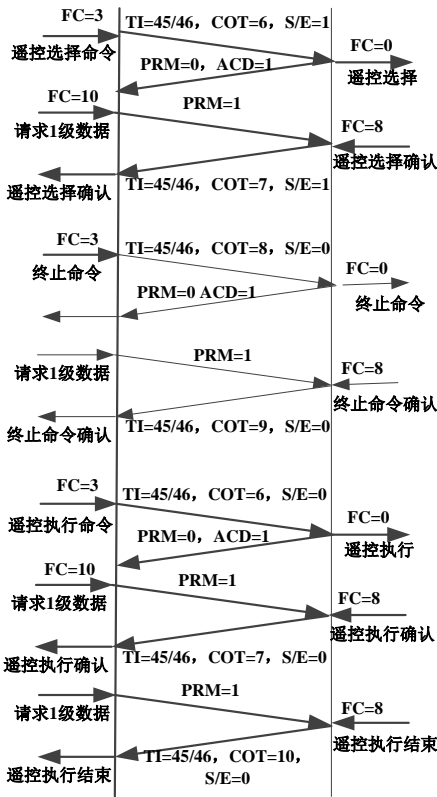 FC=3
TI=45/46，COT=6，S/E=1
遥控选择命令
FC=0
PRM=0，ACD=1
遥控选择
FC=10
PRM=1
请求1级数据
FC=8
遥控选择确认
遥控选择确认
TI=45/46，COT=7，S/E=1
FC=3
TI=45/46，COT=8，S/E=0
终止命令
FC=0
PRM=0 ACD=1
终止命令
PRM=1
请求1级数据
FC=8
终止命令确认
终止命令确认
TI=45/46，COT=9，S/E=0
FC=3
TI=45/46，COT=6，S/E=0
遥控执行命令
FC=0
PRM=0，ACD=1
遥控执行
FC=10
PRM=1
请求1级数据
FC=8
遥控执行确认
遥控执行确认
TI=45/46，COT=7，S/E=0
PRM=1
请求1级数据
FC=8
遥控执行结束
TI=45/46，COT=10，
遥控执行结束
S/E=0